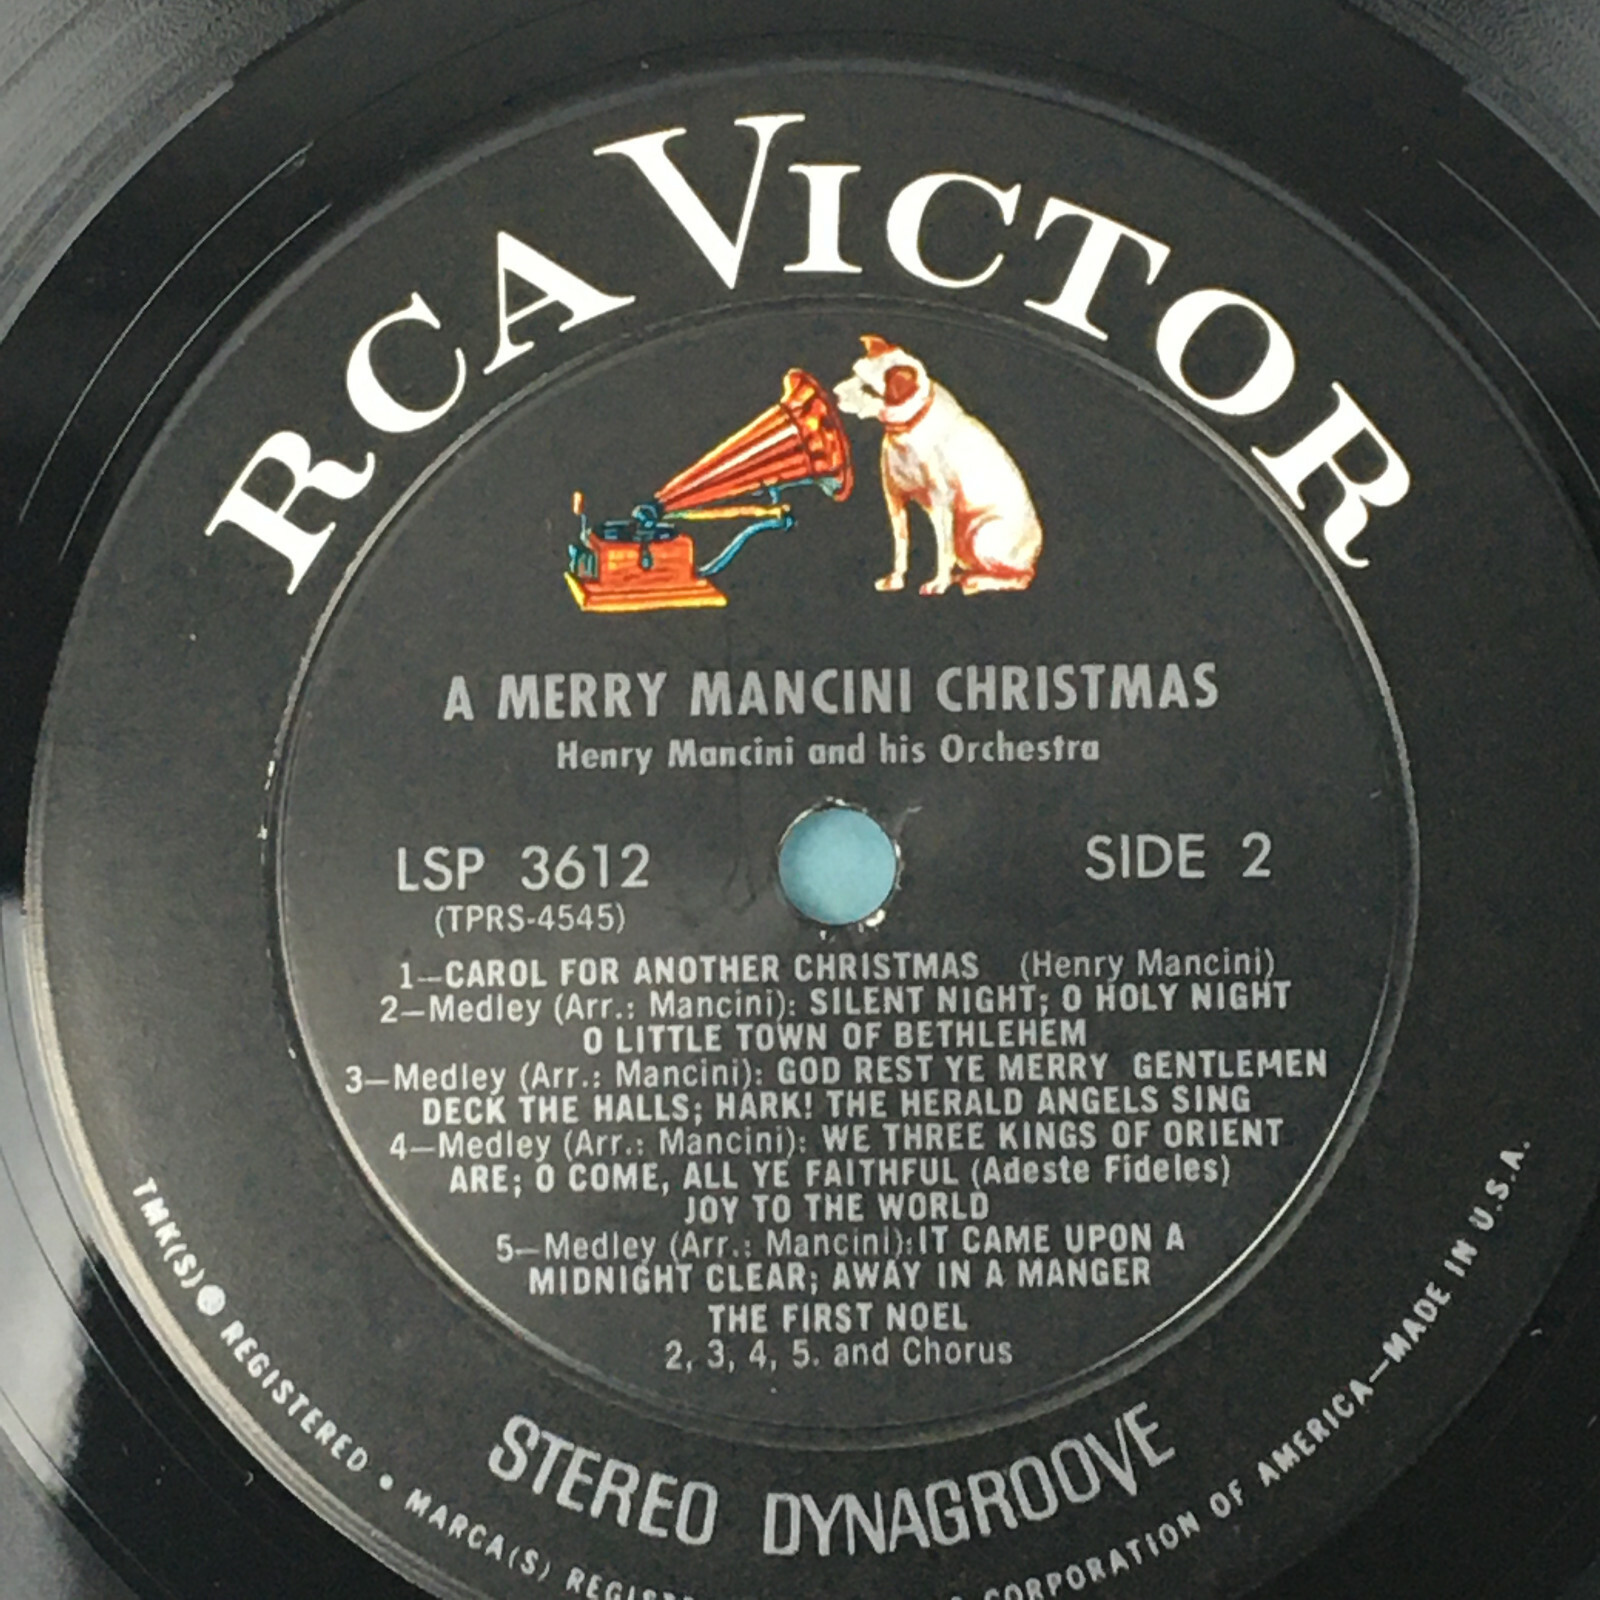 RCA VICTOR
A MERRY MANCINI CHRISTMAS
Henry Mancini and his Orchestra
LSP 3612
(TPRS-4545)
SIDE 2
1—CAROL FOR ANOTHER CHRISTMAS (Henry Mancini)
2—Medley (Arr.: Mancini): SILENT NIGHT; O HOLY NIGHT
O LITTLE TOWN OF BETHLEHEM
3—Medley (Arr.: Mancini): GOD REST YE MERRY GENTLEMEN
DECK THE HALLS; HARK! THE HERALD ANGELS SING
4—Medley (Arr.: Mancini): WE THREE KINGS OF ORIENT
ARE; O COME, ALL YE FAITHFUL (Adeste Fideles)
JOY TO THE WORLD
5—Medley (Arr.: Mancini): IT CAME UPON A
MIDNIGHT CLEAR; AWAY IN A MANGER
THE FIRST NOEL
2, 3, 4, 5. and Chorus
STEREO DYNAGROOVE
TMK(S) ® REGISTERED • MARCA(S) CORPORATION OF AMERICA—MADE IN U.S.A.